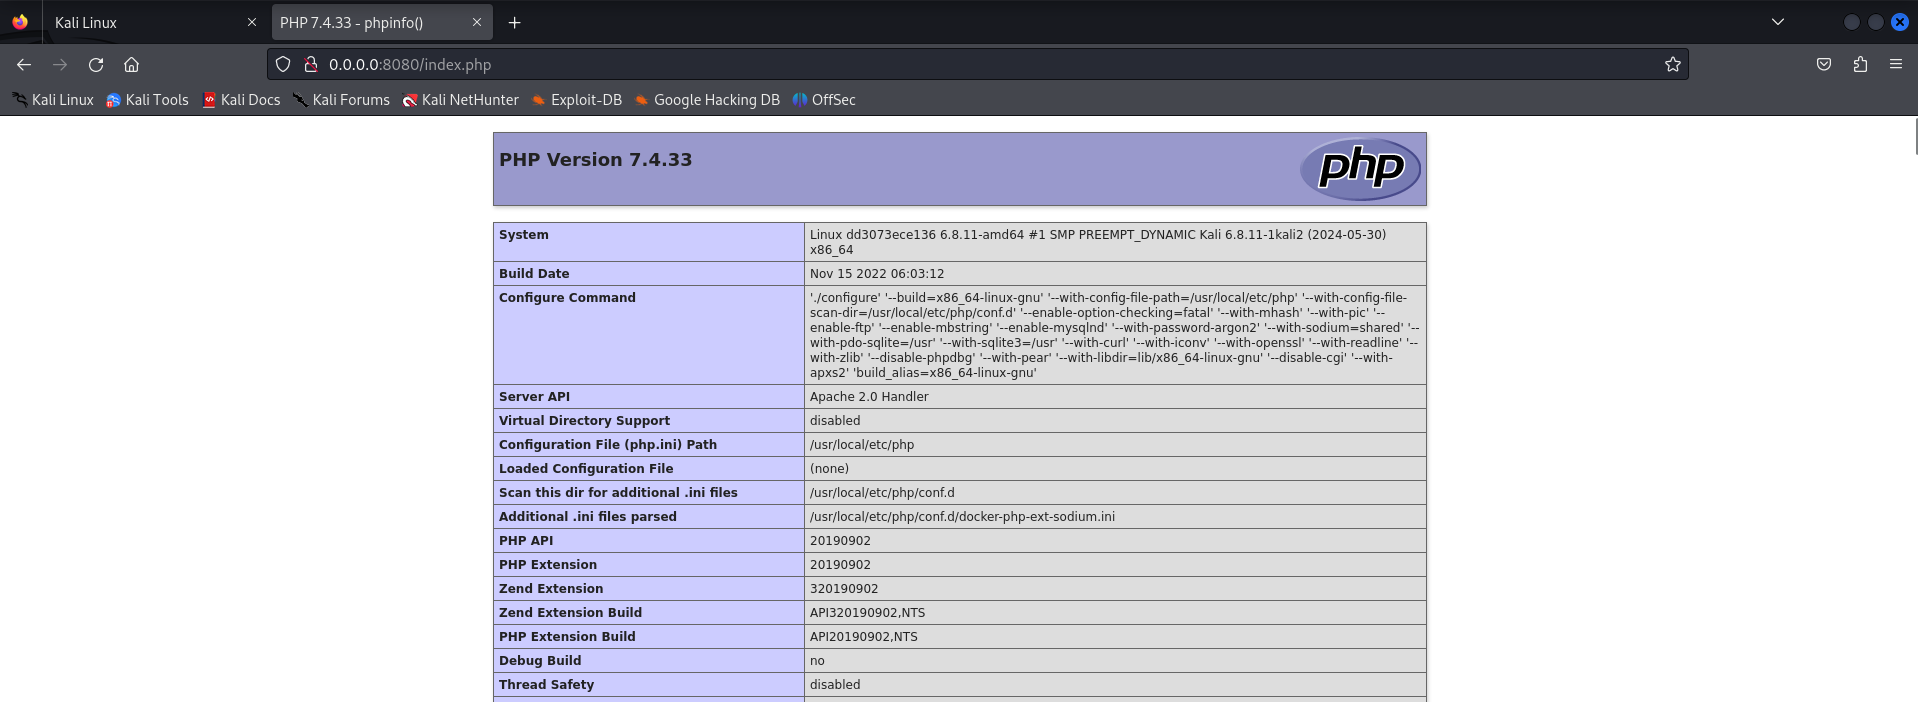 Kali Linux
PHP 7.4.33 - phpinfo()
0.0.0.0:8080/index.php
Kali Linux Kali Tools Kali Docs Kali Forums Kali NetHunter Exploit-DB Google Hacking DB OffSec
PHP Version 7.4.33
php
System Linux dd3073ece136 6.8.11-amd64 #1 SMP PREEMPT_DYNAMIC Kali 6.8.11-1kali2 (2024-05-30)
x86_64
Build Date Nov 15 2022 06:03:12
Configure Command './configure' '--build=x86_64-linux-gnu' '--with-config-file-path=/usr/local/etc/php' '--with-config-file-
scan-dir=/usr/local/etc/php/conf.d' '--enable-option-checking=fatal' '--with-mhash' '--with-pic' '--
enable-ftp' '--enable-mbstring' '--enable-mysqlnd' '--with-password-argon2' '--with-sodium=shared' '--
with-pdo-sqlite=/usr' '--with-sqlite3=/usr' '--with-curl' '--with-iconv' '--with-openssl' '--with-readline' '--
with-zlib' '--disable-phpdbg' '--with-pear' '--with-libdir=lib/x86_64-linux-gnu' '--disable-cgi' '--with-
apxs2' 'build_alias=x86_64-linux-gnu'
Server API Apache 2.0 Handler
Virtual Directory Support disabled
Configuration File (php.ini) Path /usr/local/etc/php
Loaded Configuration File (none)
Scan this dir for additional .ini files /usr/local/etc/php/conf.d
Additional .ini files parsed /usr/local/etc/php/conf.d/docker-php-ext-sodium.ini
PHP API 20190902
PHP Extension 20190902
Zend Extension 320190902
Zend Extension Build API320190902,NTS
PHP Extension Build API20190902,NTS
Debug Build no
Thread Safety disabled